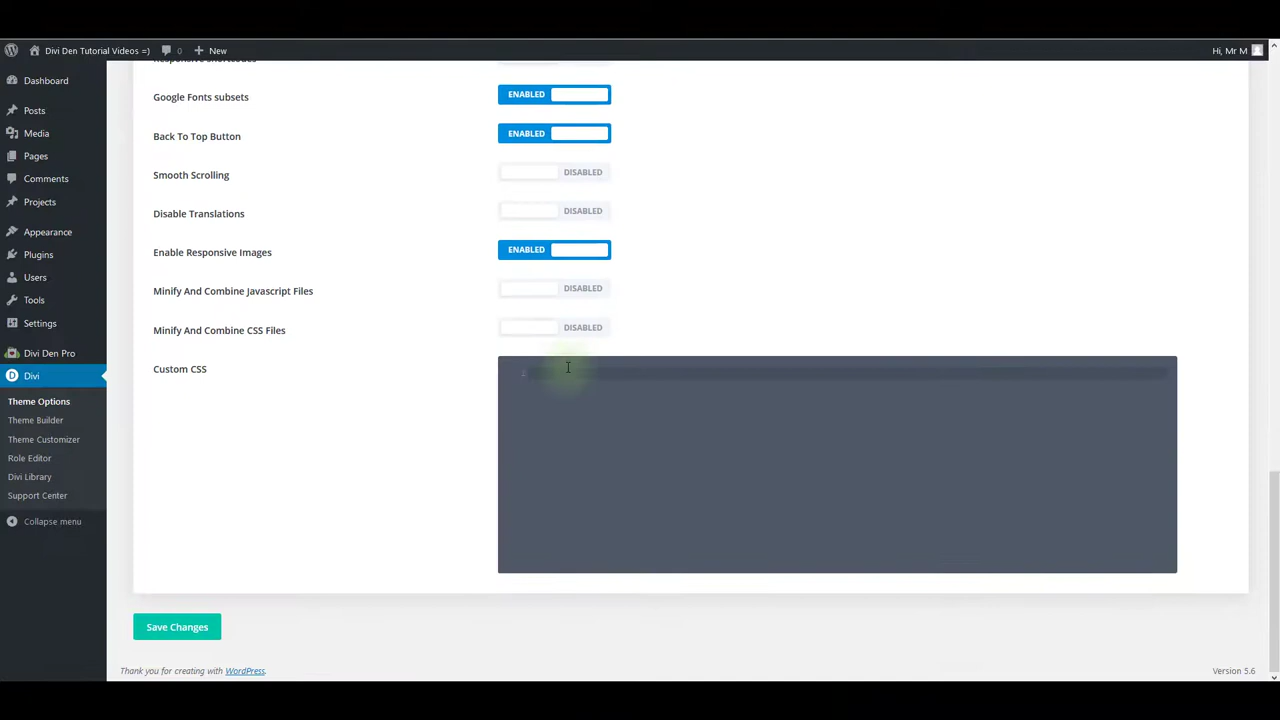 Divi Den Tutorial Videos =)
0
New
Hi, Mr M
Dashboard
Posts
Media
Pages
Comments
Projects
Appearance
Plugins
Users
Tools
Settings
Divi Den Pro
Divi
Theme Options
Theme Builder
Theme Customizer
Role Editor
Divi Library
Support Center
Collapse menu
Responsive shortcodes
Google Fonts subsets
ENABLED
Back To Top Button
ENABLED
Smooth Scrolling
DISABLED
Disable Translations
DISABLED
Enable Responsive Images
ENABLED
Minify And Combine Javascript Files
DISABLED
Minify And Combine CSS Files
DISABLED
Custom CSS
Save Changes
Thank you for creating with WordPress.
Version 5.6